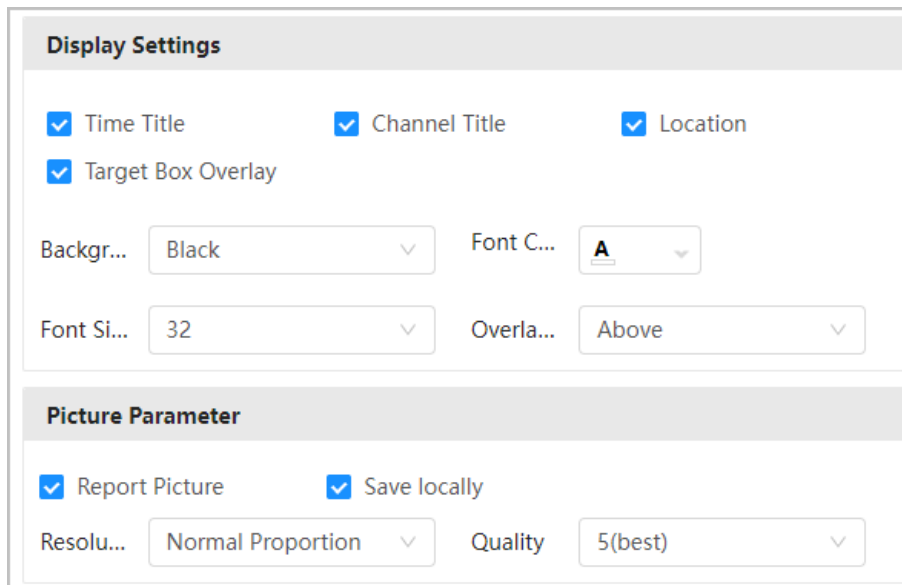 Display Settings
Time Title Channel Title Location
Target Box Overlay
Backgr... Black Font C... A
Font Si... 32 Overla... Above
Picture Parameter
Report Picture Save locally
Resolu... Normal Proportion Quality 5(best)